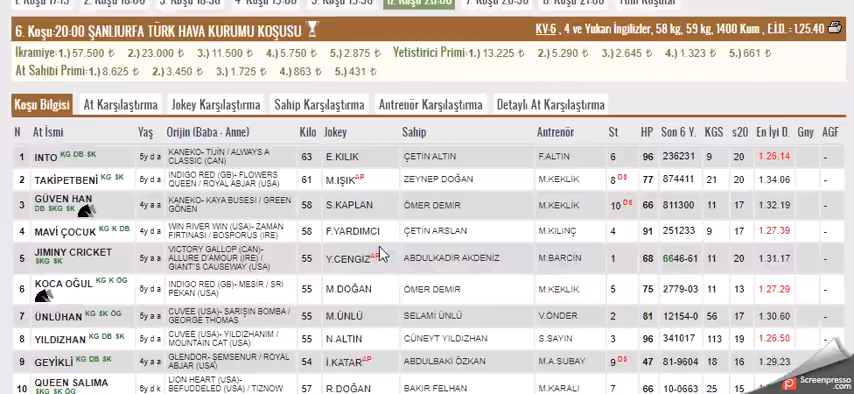 6. Koşu:20:00 ŞANLIURFA TÜRK HAVA KURUMU KOŞUSU
KV-6 , 4 ve Yukarı İngilizler, 58 kg, 59 kg, 1400 Kum , E.İ.D. : 1.25.40
İkramiye:1.) 57.500 ₺ 2.) 23.000 ₺ 3.) 11.500 ₺ 4.) 5.750 ₺ 5.) 2.875 ₺ Yetistirici Primi:1.) 13.225 ₺ 2.) 5.290 ₺ 3.) 2.645 ₺ 4.) 1.323 ₺ 5.) 661 ₺
At Sahibi Primi:1.) 8.625 ₺ 2.) 3.450 ₺ 3.) 1.725 ₺ 4.) 863 ₺ 5.) 431 ₺
Koşu Bilgisi At Karşılaştırma Jokey Karşılaştırma Sahip Karşılaştırma Antrenör Karşılaştırma Detaylı At Karşılaştırma
N At İsmi Yaş Orijin (Baba - Anne) Kilo Jokey Sahip Antrenör St HP Son 6 Y. KGS s20 En İyi D. Gny AGF
1 INTO KG DB SK 5y d a KANEKO- TİJİN / ALWAYS A CLASSIC (CAN) 63 E.KILIK ÇETİN ALTIN F.ALTIN 6 96 236231 9 20 1.26.14 -
2 TAKİPETBENİ KG SK 5y d a INDIGO RED (GB)- FLOWERS QUEEN / ROYAL ABJAR (USA) 61 M.IŞIK AP ZEYNEP DOĞAN M.KEKLİK 8 DS 77 874411 21 20 1.34.06 -
3 GÜVEN HAN DB SKG SK 4y a a KANEKO- KAYA BUSESİ / GREEN GÖNEN 58 S.KAPLAN ÖMER DEMİR M.KEKLİK 10 DS 66 811300 11 17 1.32.19 -
4 MAVİ ÇOCUK KG K DB 4y d a WIN RIVER WIN (USA)- ZAMAN FIRTINASI / BOSPORUS (IRE) 58 F.YARDIMCI ÇETİN ARSLAN M.KILINÇ 4 91 251233 9 17 1.27.39 -
5 JIMINY CRICKET SKG SK 5y a a VICTORY GALLOP (CAN)- ALLURE D'AMOUR (IRE) / GIANT'S CAUSEWAY (USA) 55 Y.CENGİZ AP ABDULKADIR AKDENİZ M.BARCIN 1 68 6646-61 11 20 1.31.17 -
6 KOCA OĞUL KG K ÖG 5y d a INDIGO RED (GB)- MESİR / SRI PEKAN (USA) 55 M.DOĞAN ÖMER DEMİR M.KEKLİK 5 75 2779-03 11 13 1.27.29 -
7 ÜNLÜHAN KG DB ÖG 5y a a CUVEE (USA)- SARIŞIN BOMBA / GEORGE THOMAS 55 M.ÜNLÜ SELAMI ÜNLÜ V.ÖNDER 2 81 12154-0 56 17 1.30.60 -
8 YILDIZHAN KG DB SK 5y d a CUVEE (USA)- YILDIZHANIM / MOUNTAIN CAT (USA) 55 N.ALTIN CÜNEYT YILDIZHAN S.SAYIN 3 96 341017 113 19 1.26.50 -
9 GEYİKLİ KG DB SK 4y a a GLENDOR- ŞEMSENUR / ROYAL ABJAR (USA) 54 İ.KATAR AP ABDULBAKİ ÖZKAN M.A.SUBAY 9 DS 47 81-9604 18 16 1.29.23 -
10 QUEEN SALIMA SKG SK ÖG 5y d k LION HEART (USA)- BEFUDDELED (USA) / TIZNOW 57 R.DOĞAN BAKIR FELHAN M.KARALI 7 66 10-0663 25 15
Screenpresso.com